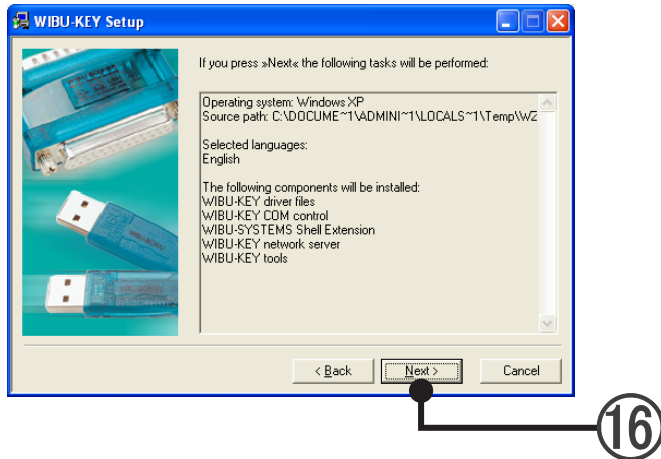 WIBU-KEY Setup
If you press »Next« the following tasks will be performed:
Operating system: Windows XP
Source path: C:\DOCUME~1\ADMINI~1\LOCALS~1\Temp\WZ
Selected languages:
English
The following components will be installed:
WIBU-KEY driver files
WIBU-KEY COM control
WIBU-SYSTEMS Shell Extension
WIBU-KEY network server
WIBU-KEY tools
< Back
Next >
Cancel
16